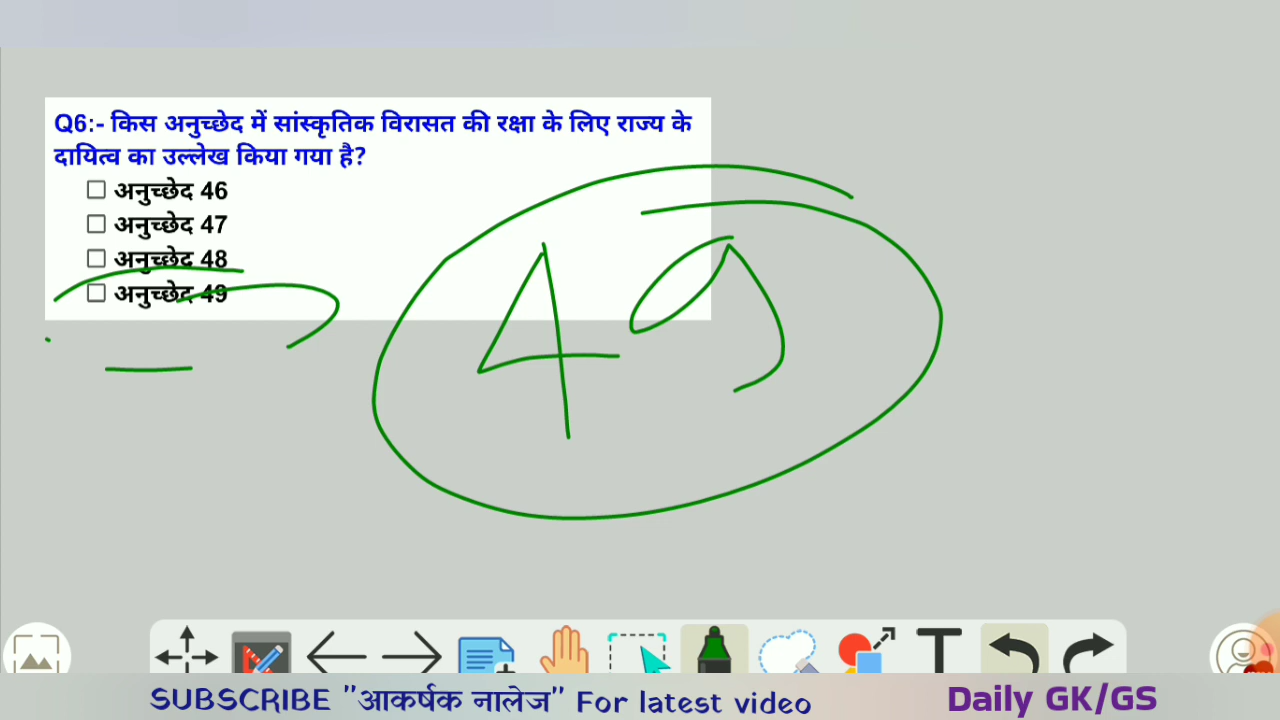 Q6:- किस अनुच्छेद में सांस्कृतिक विरासत की रक्षा के लिए राज्य के
दायित्व का उल्लेख किया गया है?
अनुच्छेद 46
अनुच्छेद 47
अनुच्छेद 48
अनुच्छेद 49
49
T
SUBSCRIBE "आकर्षक नालेज" For latest video
Daily GK/GS